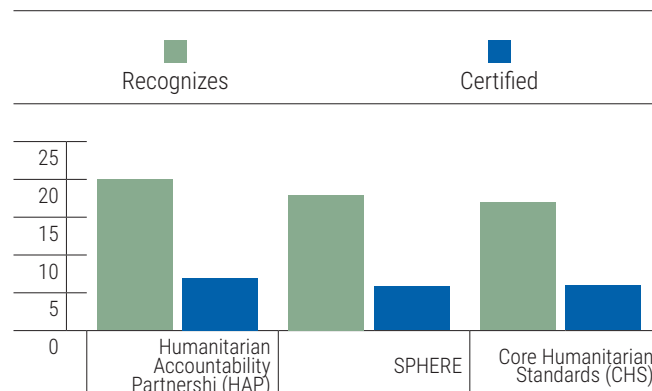 Recognizes
Certified
25
20
15
10
5
0
Humanitarian
Accountability
Partnershi (HAP)
SPHERE
Core Humanitarian
Standards (CHS)